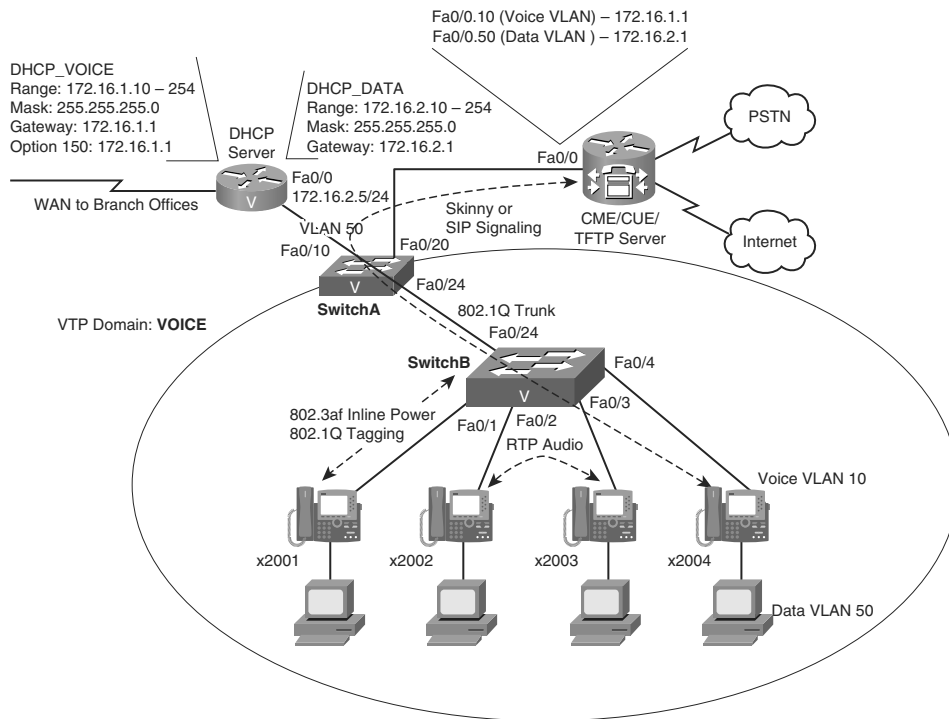 Fa0/0.10 (Voice VLAN) – 172.16.1.1
Fa0/0.50 (Data VLAN ) – 172.16.2.1
DHCP_VOICE
Range: 172.16.1.10 – 254
Mask: 255.255.255.0
Gateway: 172.16.1.1
Option 150: 172.16.1.1
DHCP_DATA
Range: 172.16.2.10 – 254
Mask: 255.255.255.0
Gateway: 172.16.2.1
DHCP
Server
V
Fa0/0
172.16.2.5/24
WAN to Branch Offices
VLAN 50
Fa0/10
Fa0/20
Fa0/24
V
SwitchA
Skinny or
SIP Signaling
Fa0/0
CME/CUE/
TFTP Server
PSTN
Internet
VTP Domain: VOICE
802.1Q Trunk
Fa0/24
SwitchB
V
Fa0/4
Fa0/3
Fa0/2
Fa0/1
802.3af Inline Power
802.1Q Tagging
RTP Audio
Voice VLAN 10
x2001
x2002
x2003
x2004
Data VLAN 50